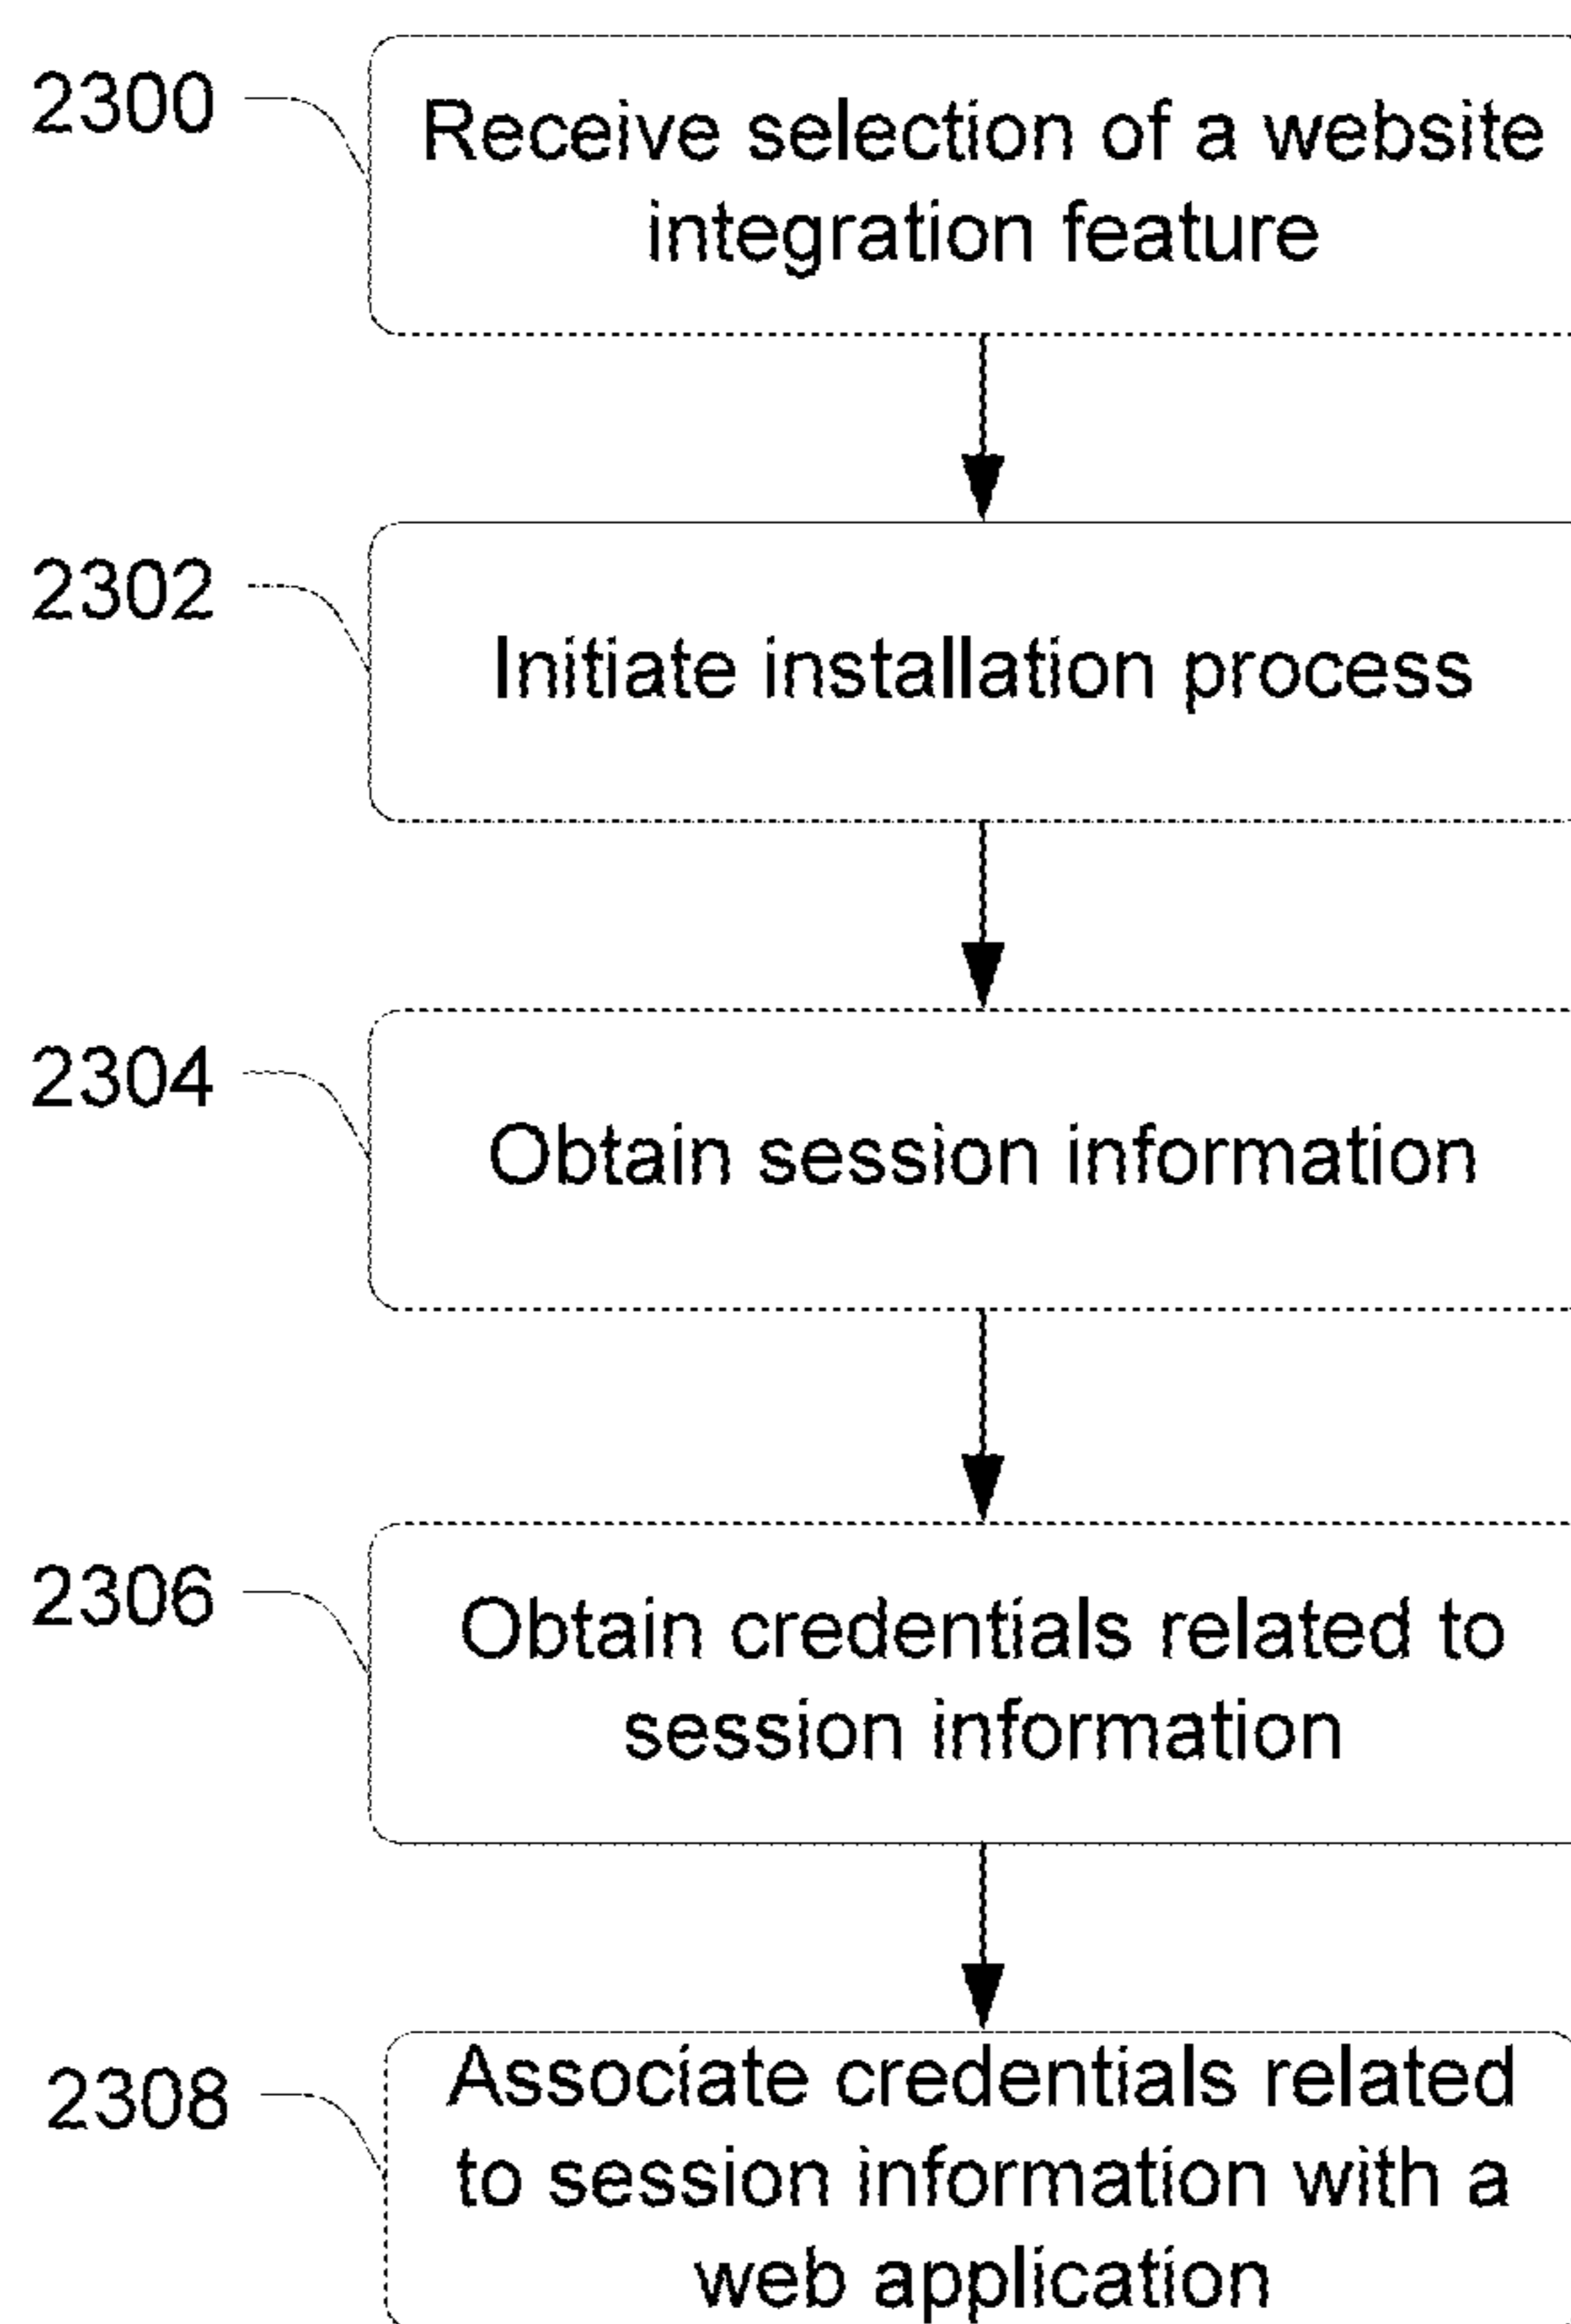 2300
Receive selection of a website
integration feature
2302
Initiate installation process
2304
Obtain session information
2306
Obtain credentials related to
session information
2308
Associate credentials related
to session information with a
web application